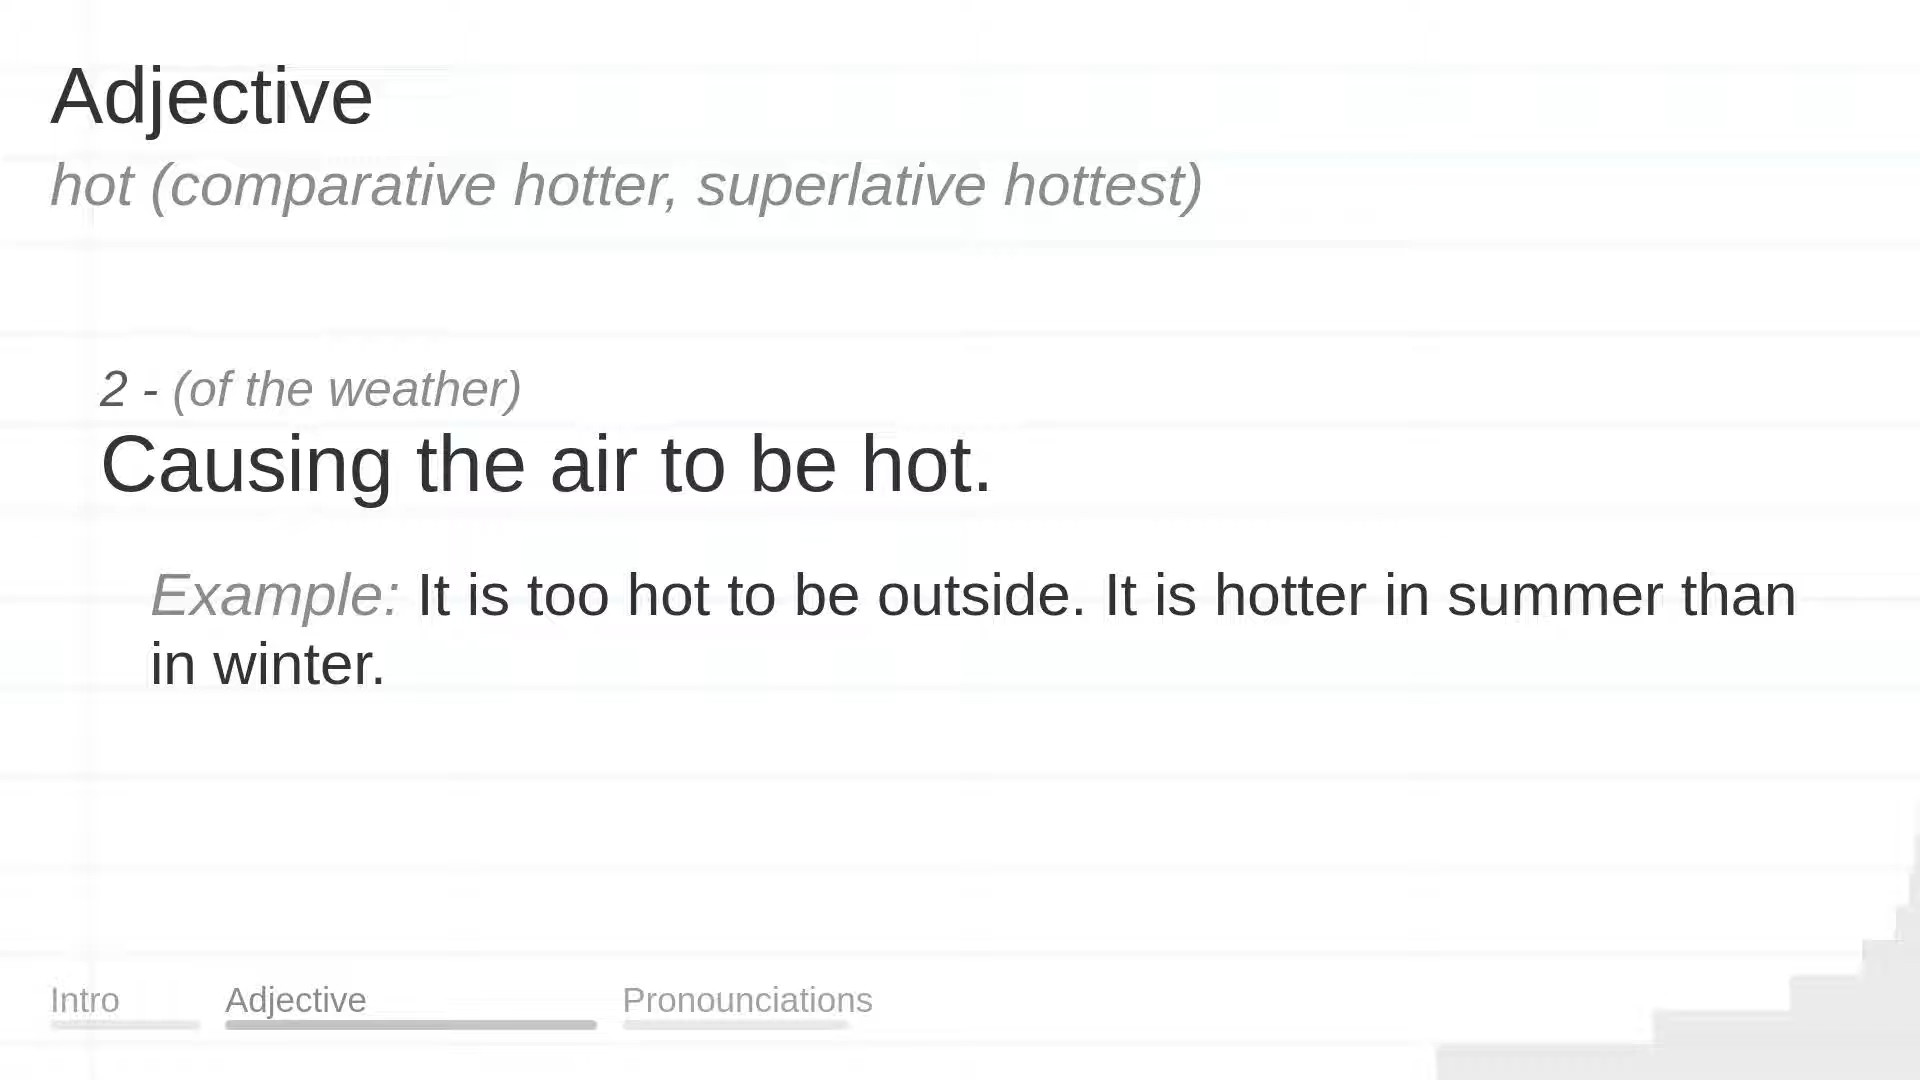 Adjective
hot (comparative hotter, superlative hottest)
2 - (of the weather)
Causing the air to be hot.
Example: It is too hot to be outside. It is hotter in summer than
in winter.
Intro
Adjective
Pronounciations